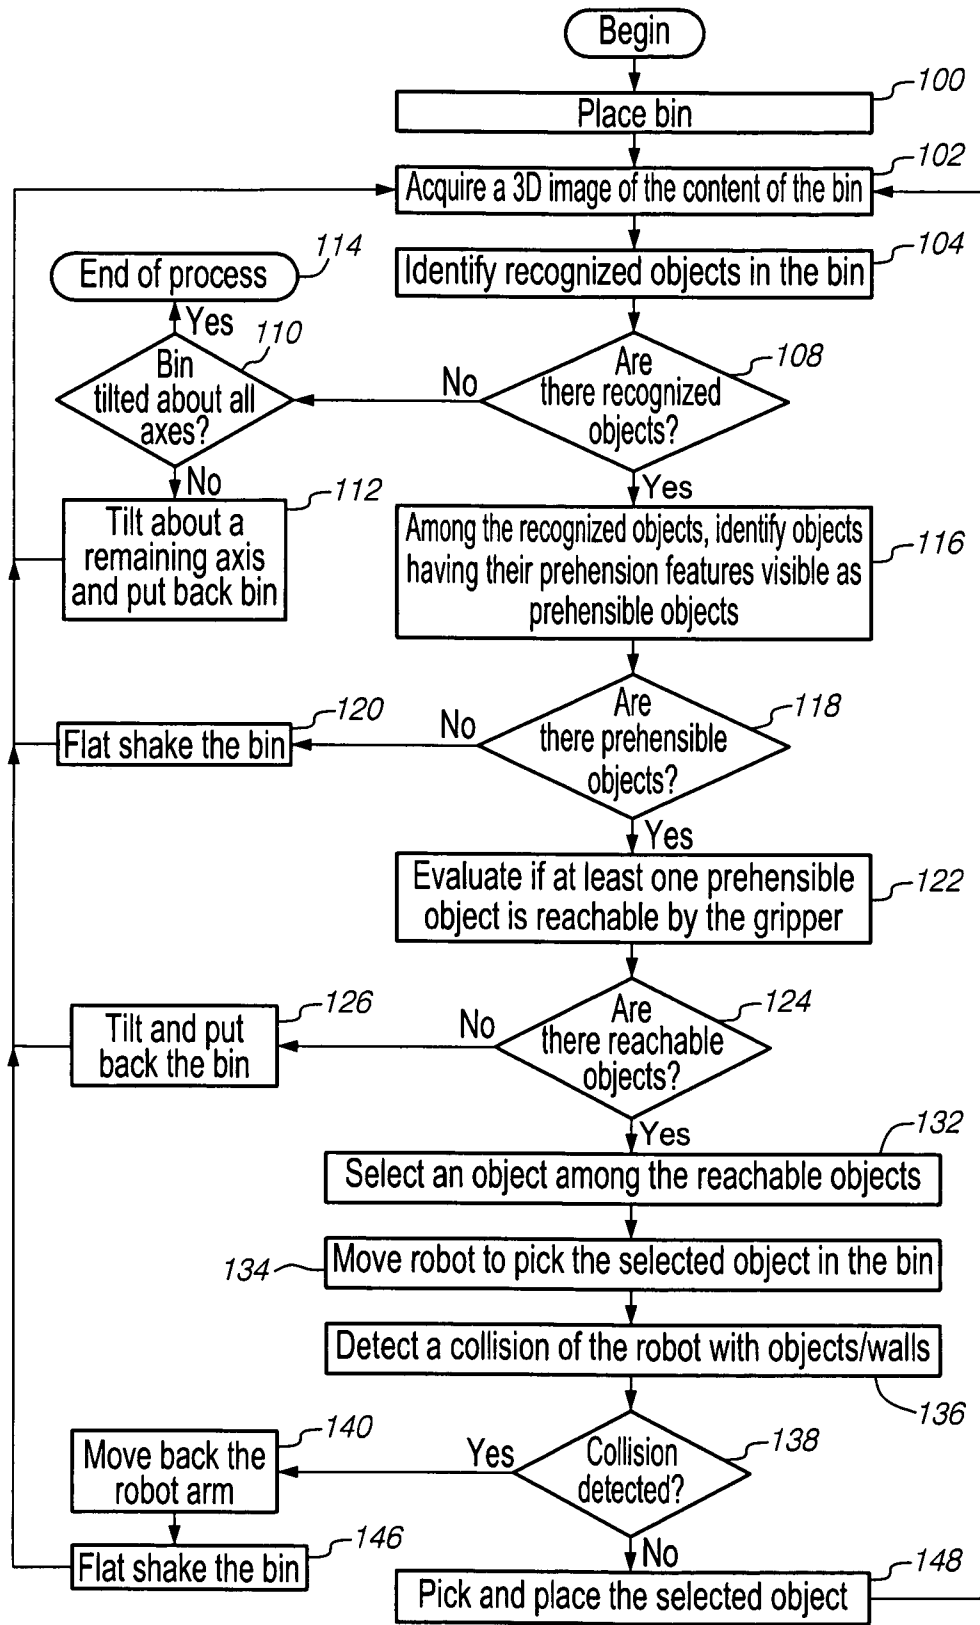 Begin
100
Place bin
102
Acquire a 3D image of the content of the bin
104
Identify recognized objects in the bin
114
End of process
Yes
110
Bin
tilted about all
axes?
No
108
Are
there recognized
objects?
No
112
Tilt about a
remaining axis
and put back bin
Yes
Among the recognized objects, identify objects
having their prehension features visible as
prehensible objects
116
118
Are
there prehensible
objects?
No
120
Flat shake the bin
Yes
Evaluate if at least one prehensible
object is reachable by the gripper
122
124
Are
there reachable
objects?
No
126
Tilt and put
back the bin
Yes
132
Select an object among the reachable objects
134
Move robot to pick the selected object in the bin
Detect a collision of the robot with objects/walls
136
138
Collision
detected?
Yes
140
Move back the
robot arm
146
Flat shake the bin
No
148
Pick and place the selected object